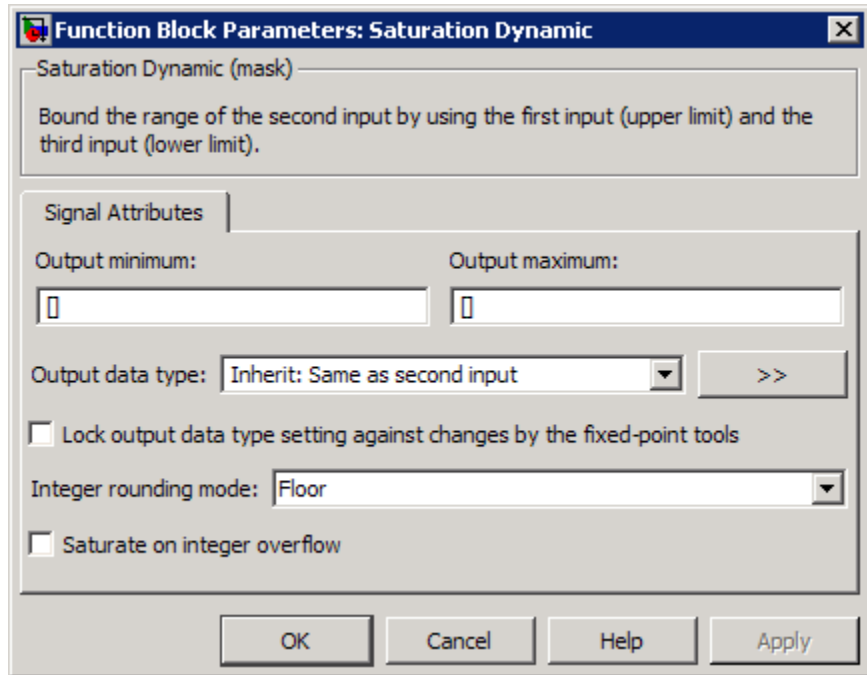 Function Block Parameters: Saturation Dynamic
Saturation Dynamic (mask)
Bound the range of the second input by using the first input (upper limit) and the
third input (lower limit).
Signal Attributes
Output minimum: Output maximum:
[] []
Output data type: Inherit: Same as second input >>
Lock output data type setting against changes by the fixed-point tools
Integer rounding mode: Floor
Saturate on integer overflow
OK Cancel Help Apply